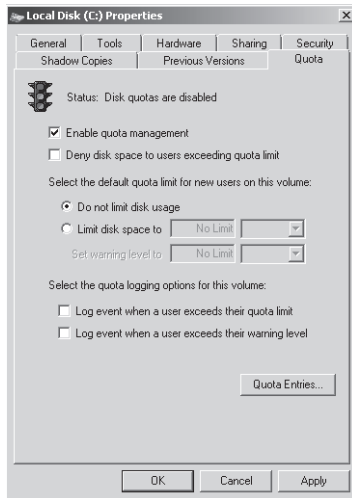 Local Disk (C:) Properties
General Tools Hardware Sharing Security
Shadow Copies Previous Versions Quota
Status: Disk quotas are disabled
Enable quota management
Deny disk space to users exceeding quota limit
Select the default quota limit for new users on this volume:
Do not limit disk usage
Limit disk space to No Limit
Set warning level to No Limit
Select the quota logging options for this volume:
Log event when a user exceeds their quota limit
Log event when a user exceeds their warning level
Quota Entries...
OK Cancel Apply